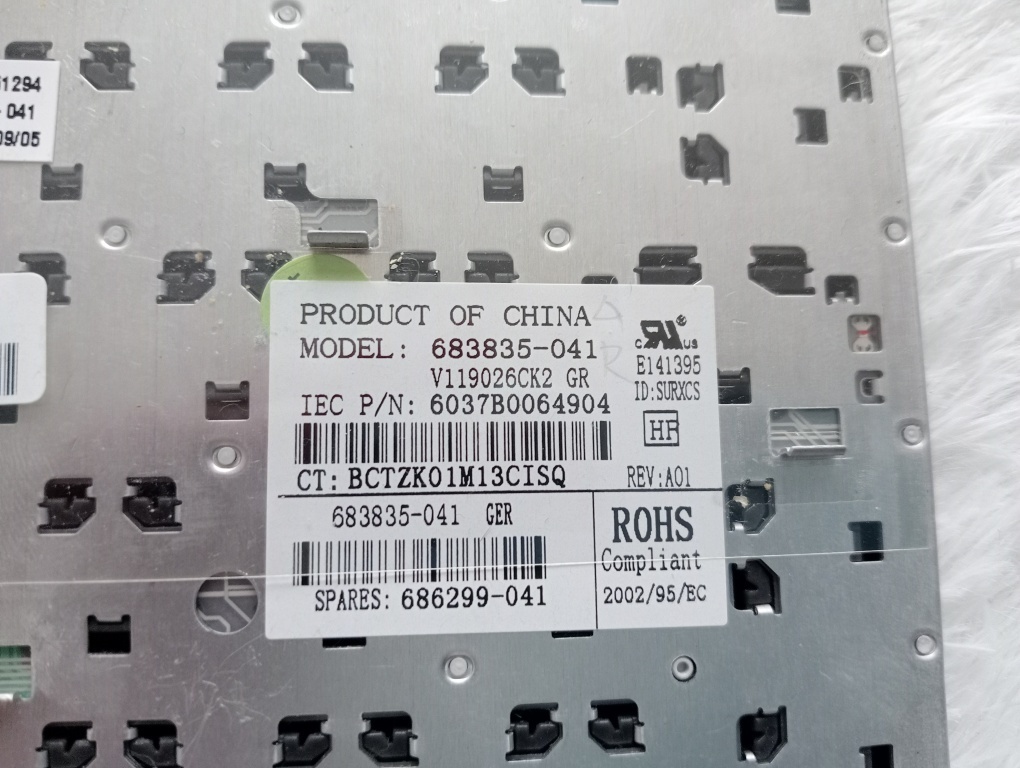 1294
041
09/05
PRODUCT OF CHINA
MODEL: 683835-041
V119026CK2 GR
IEC P/N: 6037B0064904
CT: BCTZK01M13CISQ
C US
E141395
ID:SURXCS
HF
REV:A01
683835-041 GER
SPARES: 686299-041
ROHS
Compliant
2002/95/EC